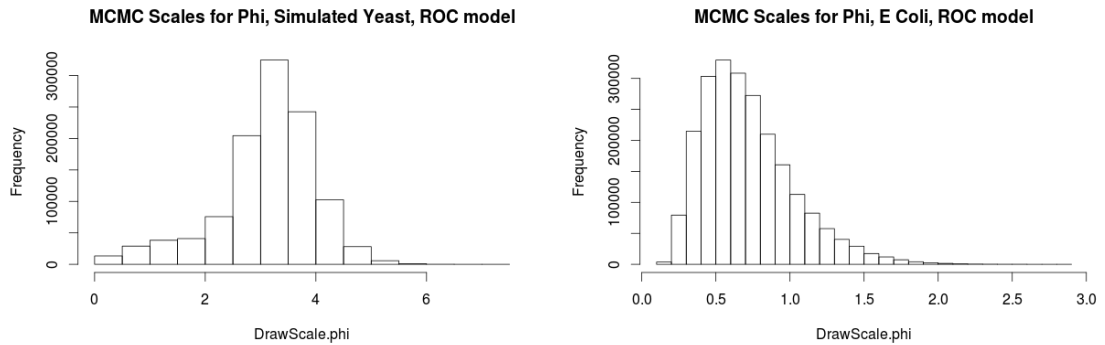 MCMC Scales for Phi, Simulated Yeast, ROC model
Frequency
300000
200000
100000
0
0 2 4 6
DrawScale.phi
MCMC Scales for Phi, E Coli, ROC model
Frequency
300000
200000
100000
0
0.0 0.5 1.0 1.5 2.0 2.5 3.0
DrawScale.phi